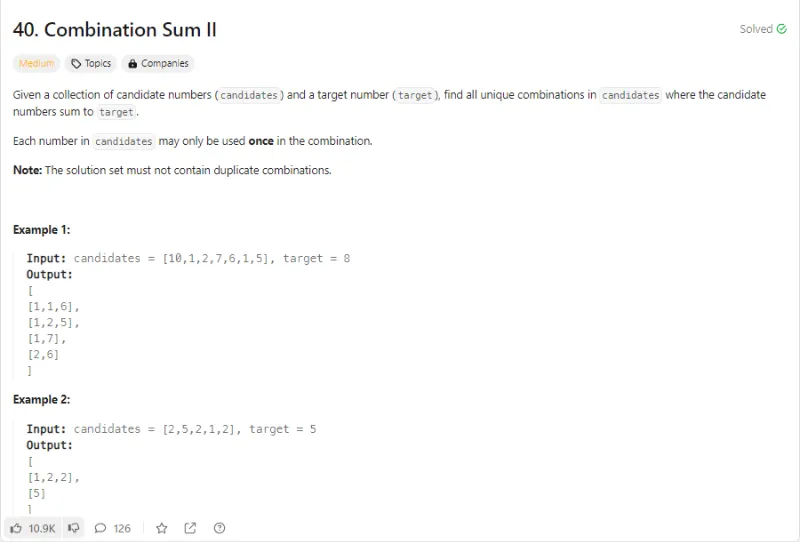 40. Combination Sum II
Solved
Medium Topics Companies
Given a collection of candidate numbers ( candidates ) and a target number ( target ), find all unique combinations in candidates where the candidate
numbers sum to target .
Each number in candidates may only be used once in the combination.
Note: The solution set must not contain duplicate combinations.
Example 1:
Input: candidates = [10,1,2,7,6,1,5], target = 8
Output:
[
[1,1,6],
[1,2,5],
[1,7],
[2,6]
]
Example 2:
Input: candidates = [2,5,2,1,2], target = 5
Output:
[
[1,2,2],
[5]
]
10.9K 126